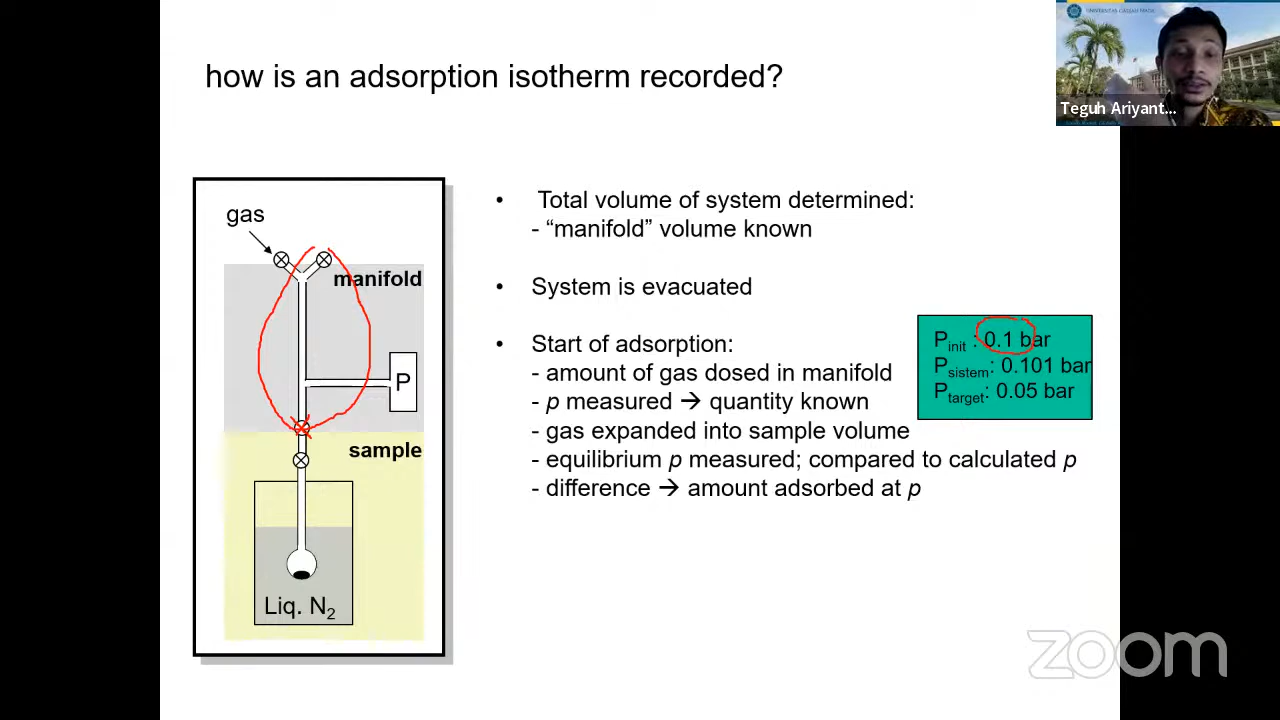 how is an adsorption isotherm recorded?
UNIVERSITAS GADJAH MADA
Teguh Ariyant...
gas
manifold
P
sample
Liq. N₂
• Total volume of system determined:
- “manifold” volume known
• System is evacuated
• Start of adsorption:
- amount of gas dosed in manifold
- p measured → quantity known
- gas expanded into sample volume
- equilibrium p measured; compared to calculated p
- difference → amount adsorbed at p
Pinit : 0.1 bar
Psistem: 0.101 bar
Ptarget: 0.05 bar
zoom